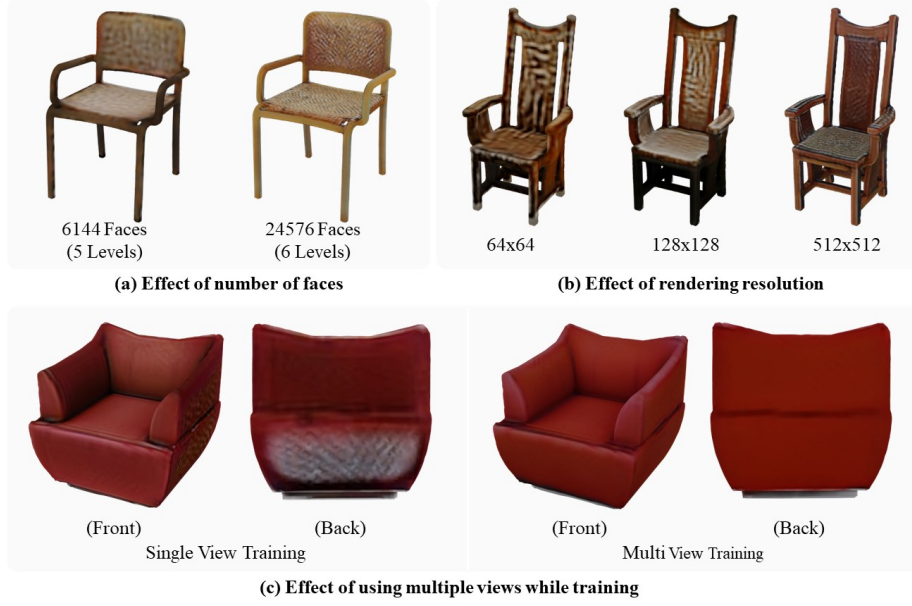 6144 Faces
(5 Levels)
24576 Faces
(6 Levels)
(a) Effect of number of faces
64x64
128x128
512x512
(b) Effect of rendering resolution
(Front)
(Back)
Single View Training
(Front)
(Back)
Multi View Training
(c) Effect of using multiple views while training